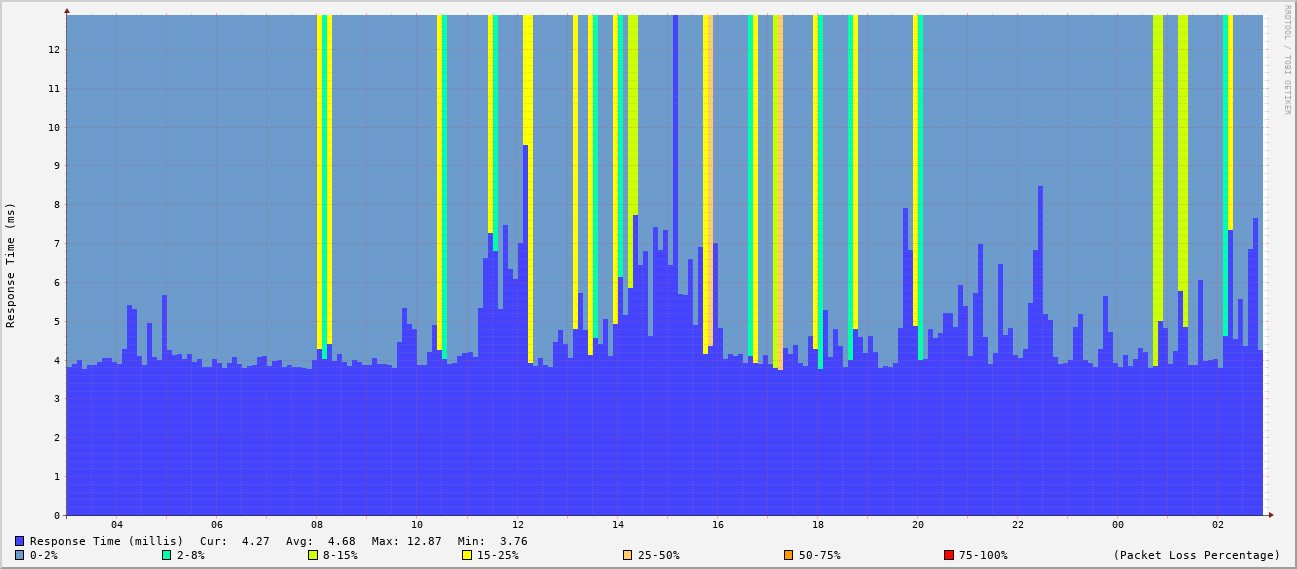 RRDTOOL / TOBI OETIKER
Response Time (ms)
12
11
10
9
8
7
6
5
4
3
2
1
0
04 06 08 10 12 14 16 18 20 22 00 02
Response Time (millis) Cur: 4.27 Avg: 4.68 Max: 12.87 Min: 3.76
0-2% 2-8% 8-15% 15-25% 25-50% 50-75% 75-100% (Packet Loss Percentage)